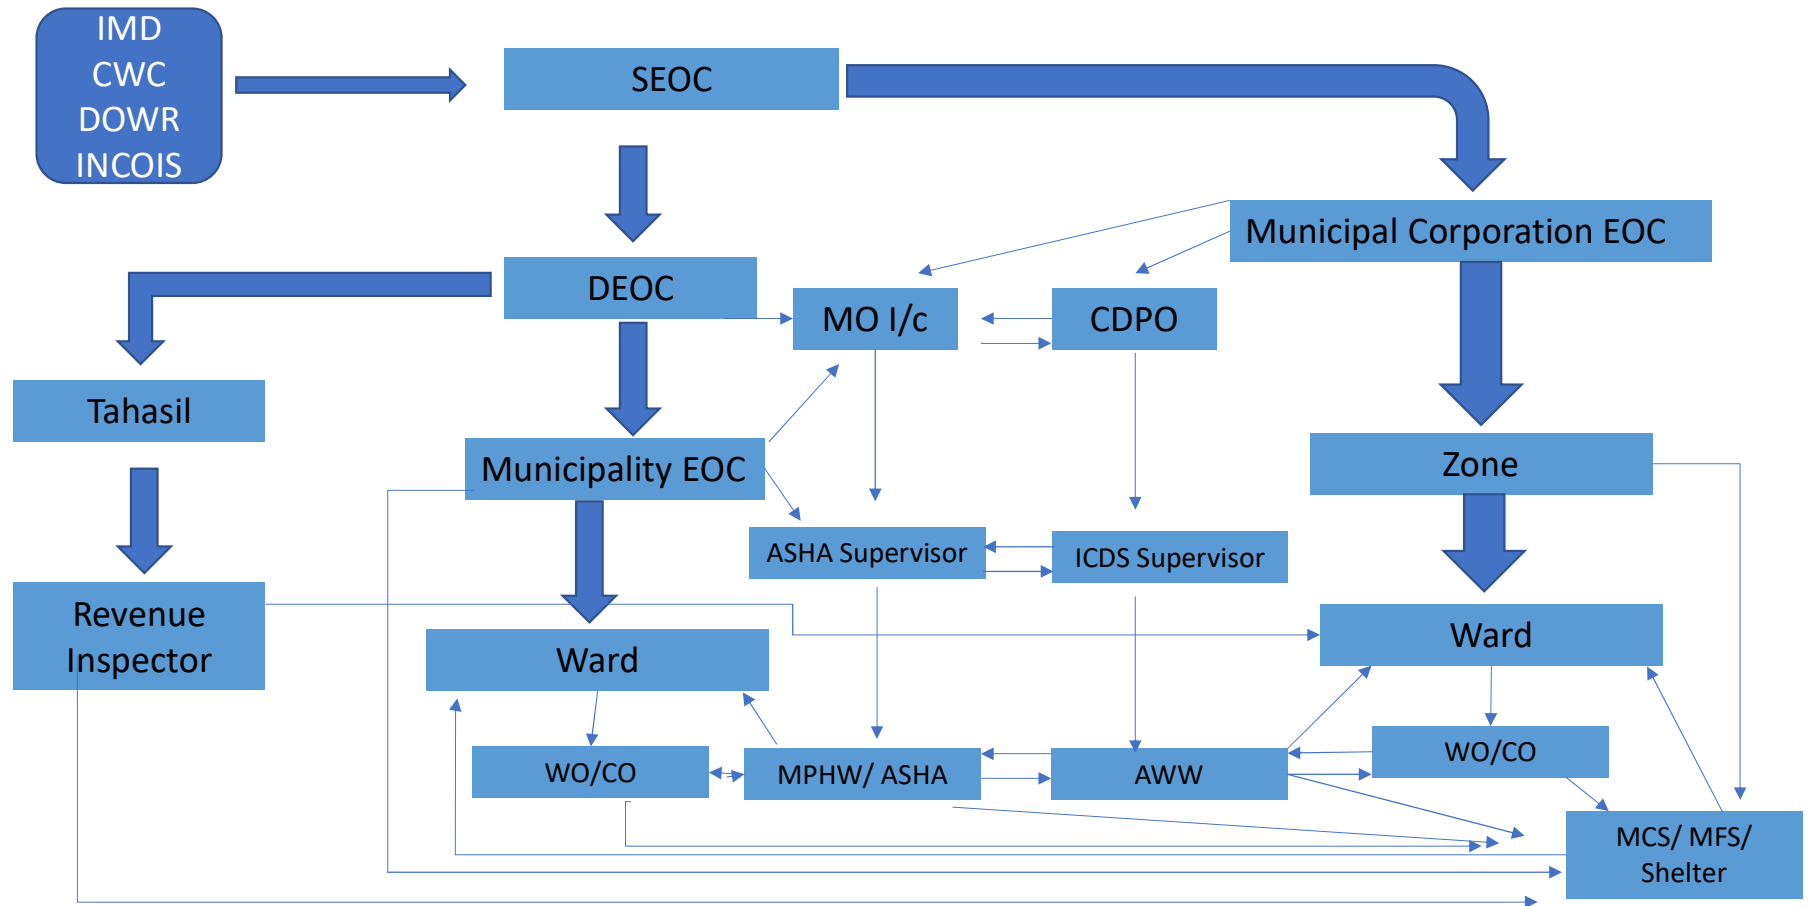 IMD
CWC
DOWR
INCOIS
SEOC
Municipal Corporation EOC
DEOC
MO I/c
CDPO
Tahasil
Municipality EOC
Zone
ASHA Supervisor
ICDS Supervisor
Revenue
Inspector
Ward
Ward
WO/CO
MPHW/ ASHA
AWW
WO/CO
MCS/ MFS/
Shelter